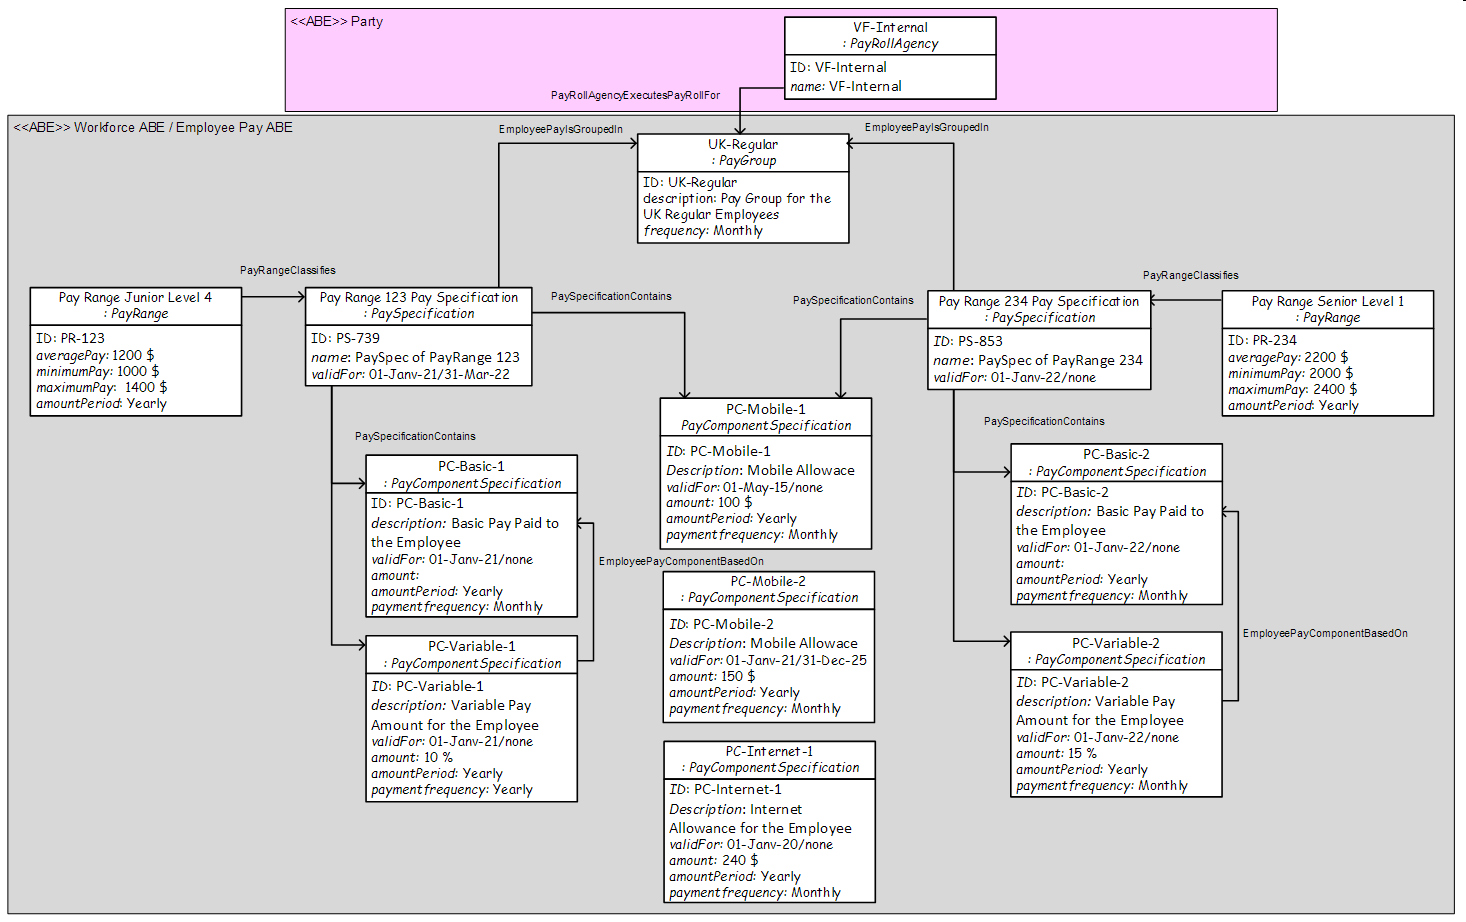 <<ABE>> Party
VF-Internal
: PayRollAgency
ID: VF-Internal
name: VF-Internal
PayRollAgencyExecutesPayRollFor
<<ABE>> Workforce ABE / Employee Pay ABE
EmployeePayIsGroupedIn
EmployeePayIsGroupedIn
UK-Regular
: PayGroup
ID: UK-Regular
description: Pay Group for the
UK Regular Employees
frequency: Monthly
PayRangeClassifies
Pay Range Junior Level 4
: PayRange
ID: PR-123
averagePay: 1200 $
minimumPay: 1000 $
maximumPay: 1400 $
amountPeriod: Yearly
Pay Range 123 Pay Specification
: PaySpecification
ID: PS-739
name: PaySpec of PayRange 123
validFor: 01-Janv-21/31-Mar-22
PaySpecificationContains
PaySpecificationContains
Pay Range 234 Pay Specification
: PaySpecification
ID: PS-853
name: PaySpec of PayRange 234
validFor: 01-Janv-22/none
PayRangeClassifies
Pay Range Senior Level 1
: PayRange
ID: PR-234
averagePay: 2200 $
minimumPay: 2000 $
maximumPay: 2400 $
amountPeriod: Yearly
PaySpecificationContains
PC-Basic-1
: PayComponentSpecification
ID: PC-Basic-1
description: Basic Pay Paid to
the Employee
validFor: 01-Janv-21/none
amount:
amountPeriod: Yearly
paymentfrequency: Monthly
EmployeePayComponentBasedOn
PC-Variable-1
: PayComponentSpecification
ID: PC-Variable-1
description: Variable Pay
Amount for the Employee
validFor: 01-Janv-21/none
amount: 10 %
amountPeriod: Yearly
paymentfrequency: Yearly
PC-Mobile-1
PayComponentSpecification
ID: PC-Mobile-1
Description: Mobile Allowace
validFor: 01-May-15/none
amount: 100 $
amountPeriod: Yearly
paymentfrequency: Monthly
PC-Mobile-2
: PayComponentSpecification
ID: PC-Mobile-2
Description: Mobile Allowace
validFor: 01-Janv-21/31-Dec-25
amount: 150 $
amountPeriod: Yearly
paymentfrequency: Monthly
PC-Internet-1
: PayComponentSpecification
ID: PC-Internet-1
Description: Internet
Allowance for the Employee
validFor: 01-Janv-20/none
amount: 240 $
amountPeriod: Yearly
paymentfrequency: Monthly
PaySpecificationContains
PC-Basic-2
: PayComponentSpecification
ID: PC-Basic-2
description: Basic Pay Paid to
the Employee
validFor: 01-Janv-22/none
amount:
amountPeriod: Yearly
paymentfrequency: Monthly
EmployeePayComponentBasedOn
PC-Variable-2
: PayComponentSpecification
ID: PC-Variable-2
description: Variable Pay
Amount for the Employee
validFor: 01-Janv-22/none
amount: 15 %
amountPeriod: Yearly
paymentfrequency: Monthly